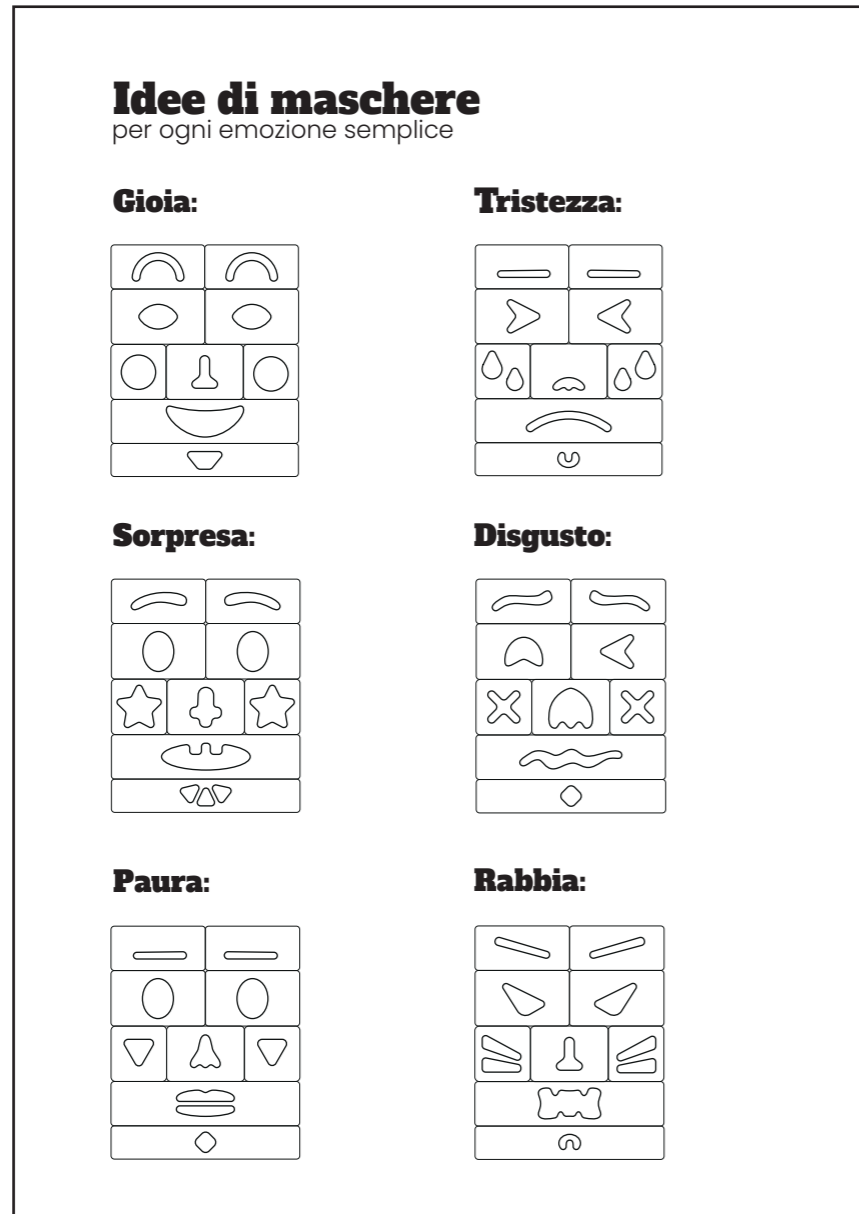 Idee di maschere
per ogni emozione semplice
Gioia:
Tristezza:
Sorpresa:
Disgusto:
Paura:
Rabbia: